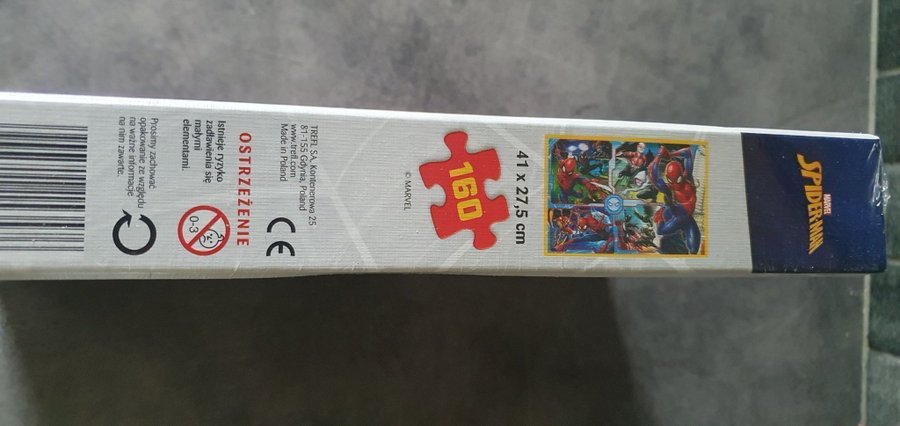 MARVEL
SPIDER-MAN
41 x 27,5 cm
160
© MARVEL
TREFL SA, Kontenerowa 25
81-155 Gdynia, Poland
www.trefl.com
Made in Poland
CE
OSTRZEŻENIE
Istnieje ryzyko
zadławienia się
małymi
elementami.
0-3
Prosimy zachować
opakowanie ze względu
na ważne informacje
na nim zawarte.